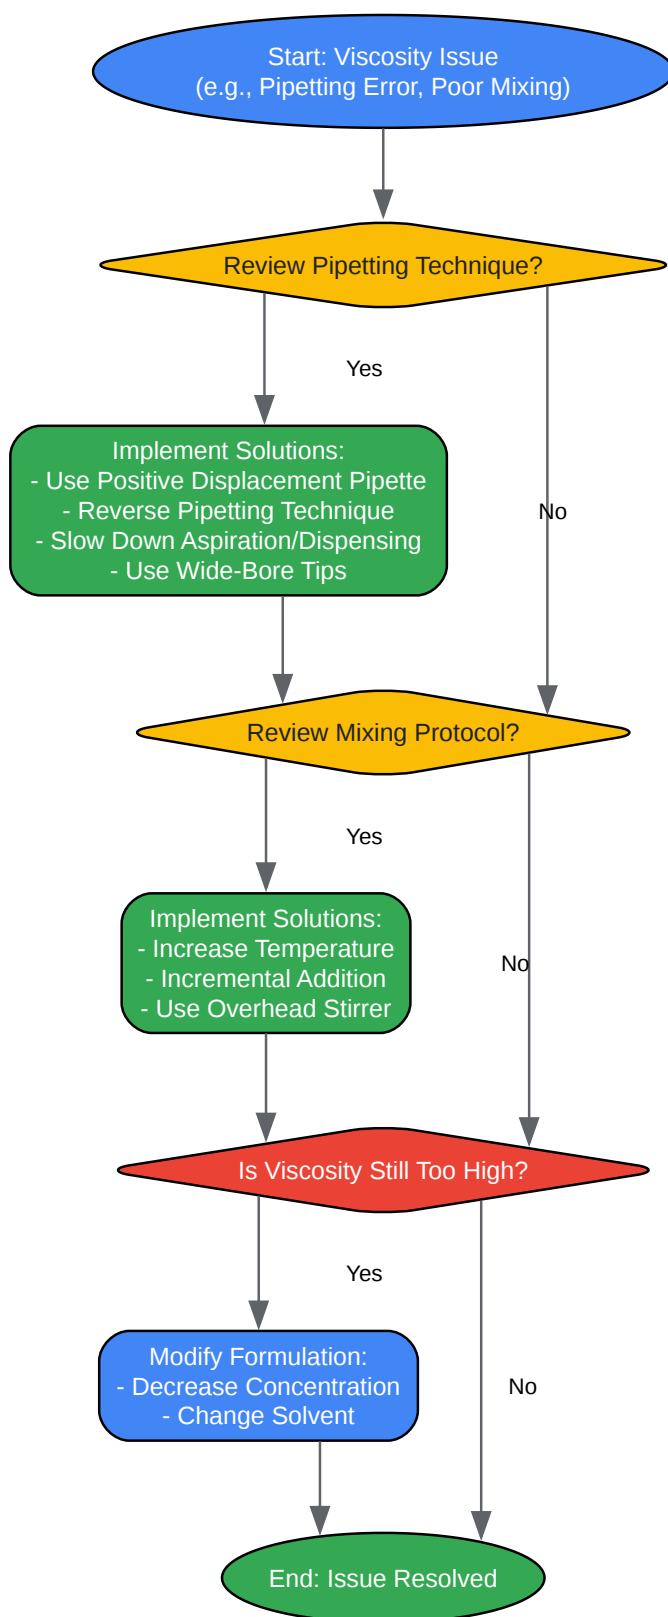 Start: Viscosity Issue
(e.g., Pipetting Error, Poor Mixing)
Review Pipetting Technique?
Yes
Implement Solutions:
- Use Positive Displacement Pipette
- Reverse Pipetting Technique
- Slow Down Aspiration/Dispensing
- Use Wide-Bore Tips
No
Review Mixing Protocol?
Yes
Implement Solutions:
- Increase Temperature
- Incremental Addition
- Use Overhead Stirrer
No
Is Viscosity Still Too High?
Yes
Modify Formulation:
- Decrease Concentration
- Change Solvent
No
End: Issue Resolved